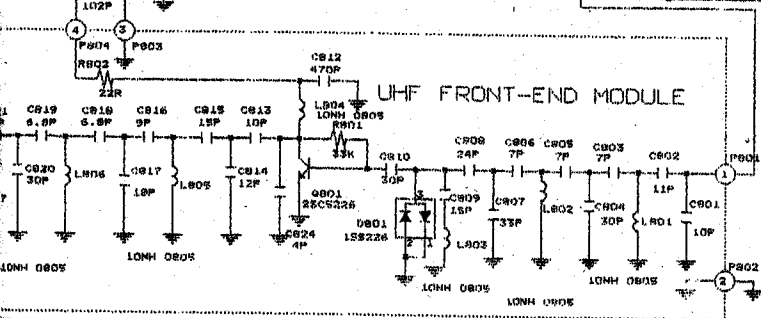 102P
4
3
P804
P803
R802
22R
C812
470P
UHF FRONT-END MODULE
L804
10NH 0805
C819
6.8P
C818
6.8P
C816
9P
C815
15P
C813
10P
R801
33K
C810
30P
C808
24P
C806
7P
C805
7P
C803
7P
C802
11P
1
P801
C820
30P
L806
C817
18P
L805
C814
12P
Q801
2SC5226
C824
4P
3
D801
1SS226
2
1
C809
15P
C807
33P
L803
L802
C804
30P
L801
C801
10P
P802
2
10NH 0805
10NH 0805
10NH 0805
10NH 0805
10NH 0805